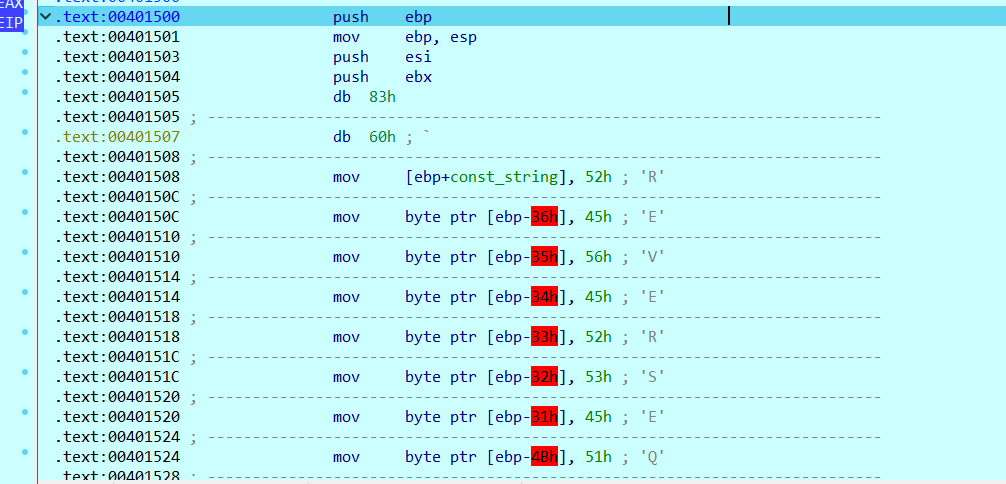 EAX
EIP
.text:00401500 push ebp
.text:00401501 mov ebp, esp
.text:00401503 push esi
.text:00401504 push ebx
.text:00401505 db 83h
.text:00401505 ; ---------------------------------------------------------------------------
.text:00401507 db 60h ; `
.text:00401508 ; ---------------------------------------------------------------------------
.text:00401508 mov [ebp+const_string], 52h ; 'R'
.text:0040150C ; ---------------------------------------------------------------------------
.text:0040150C mov byte ptr [ebp-36h], 45h ; 'E'
.text:00401510 ; ---------------------------------------------------------------------------
.text:00401510 mov byte ptr [ebp-35h], 56h ; 'V'
.text:00401514 ; ---------------------------------------------------------------------------
.text:00401514 mov byte ptr [ebp-34h], 45h ; 'E'
.text:00401518 ; ---------------------------------------------------------------------------
.text:00401518 mov byte ptr [ebp-33h], 52h ; 'R'
.text:0040151C ; ---------------------------------------------------------------------------
.text:0040151C mov byte ptr [ebp-32h], 53h ; 'S'
.text:00401520 ; ---------------------------------------------------------------------------
.text:00401520 mov byte ptr [ebp-31h], 45h ; 'E'
.text:00401524 ; ---------------------------------------------------------------------------
.text:00401524 mov byte ptr [ebp-4Bh], 51h ; 'Q'
.text:00401528 ; ---------------------------------------------------------------------------